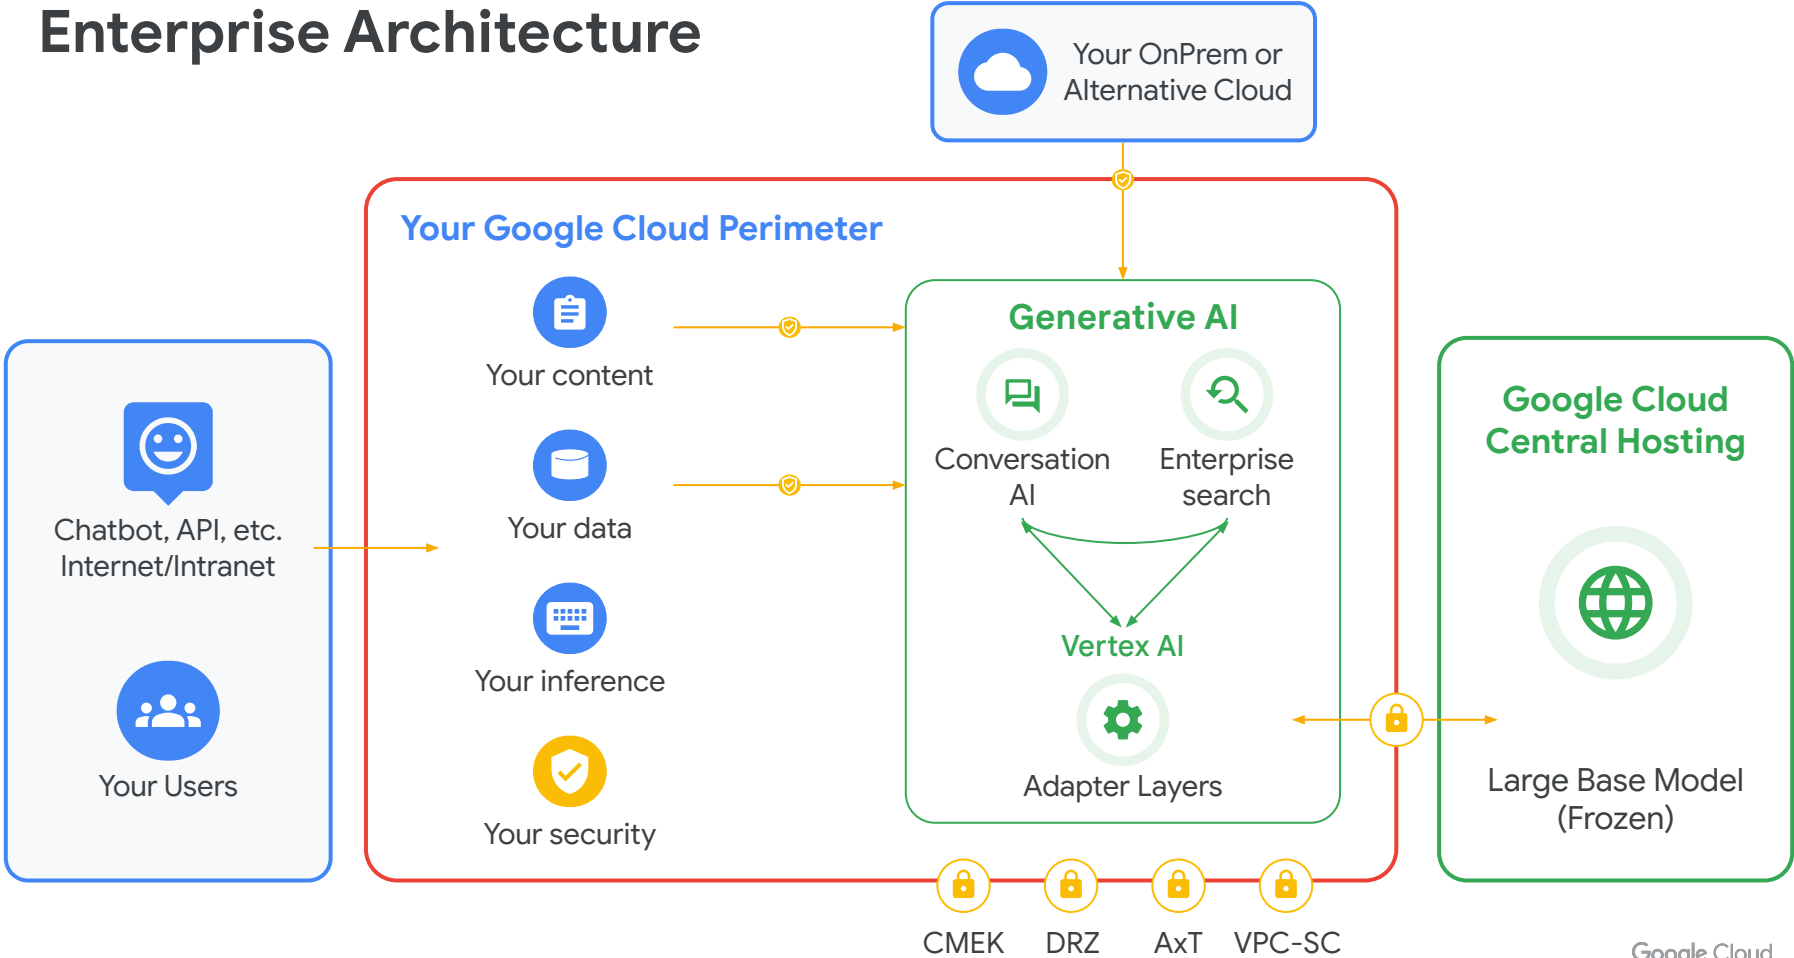 Enterprise Architecture
Your OnPrem or
Alternative Cloud
Your Google Cloud Perimeter
Your content
Your data
Your inference
Your security
Chatbot, API, etc.
Internet/Intranet
Your Users
Generative AI
Conversation
AI
Enterprise
search
Vertex AI
Adapter Layers
Google Cloud
Central Hosting
Large Base Model
(Frozen)
CMEK
DRZ
AxT
VPC-SC
Google Cloud